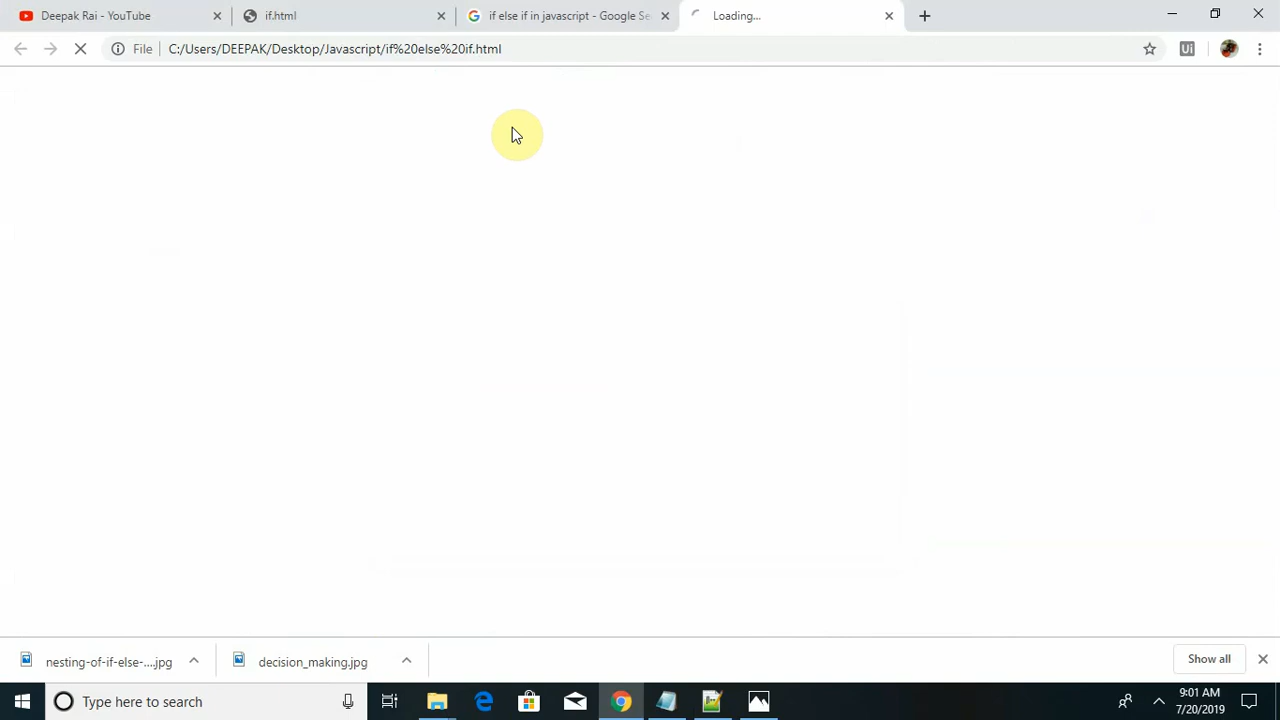 Deepak Rai - YouTube
if.html
if else if in javascript - Google Se
Loading...
File
C:/Users/DEEPAK/Desktop/Javascript/if%20else%20if.html
Ui
nesting-of-if-else-....jpg
decision_making.jpg
Show all
Type here to search
9:01 AM
7/20/2019